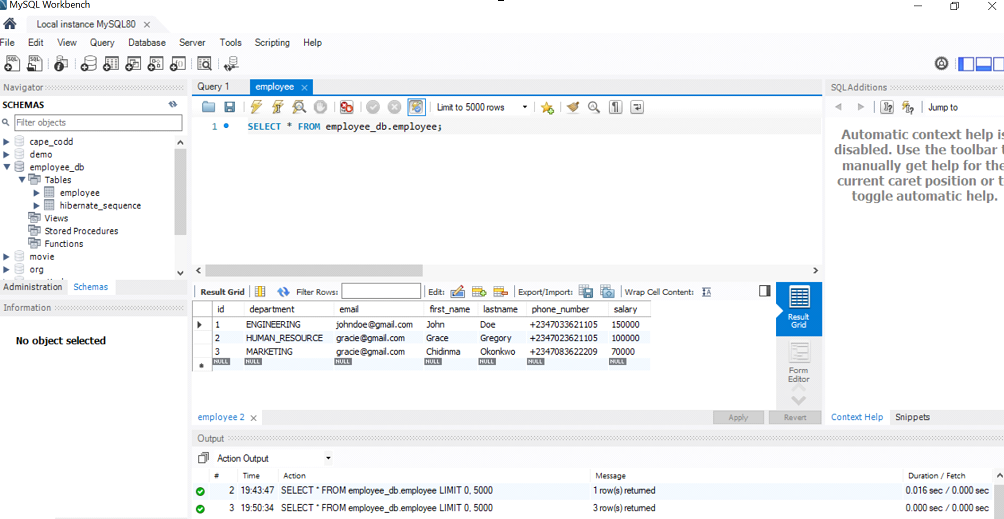 MySQL Workbench
Local instance MySQL80
File Edit View Query Database Server Tools Scripting Help
Navigator
SCHEMAS
Filter objects
cape_codd
demo
employee_db
Tables
employee
hibernate_sequence
Views
Stored Procedures
Functions
movie
org
Administration Schemas
Information
No object selected
Query 1 employee
Limit to 5000 rows
1 SELECT * FROM employee_db.employee;
Result Grid Filter Rows: Edit: Export/Import: Wrap Cell Content:
id department email first_name lastname phone_number salary
1 ENGINEERING johndoe@gmail.com John Doe +2347033621105 150000
2 HUMAN_RESOURCE gracie@gmail.com Grace Gregory +2347023621105 100000
3 MARKETING gracie@gmail.com Chidinma Okonkwo +2347083622209 70000
NULL NULL NULL NULL NULL NULL NULL
Result Grid
Form Editor
employee 2 Apply Revert
SQLAdditions
Jump to
Automatic context help is
disabled. Use the toolbar
manually get help for the
current caret position or
toggle automatic help.
Context Help Snippets
Output
Action Output
# Time Action Message Duration / Fetch
2 19:43:47 SELECT * FROM employee_db.employee LIMIT 0, 5000 1 row(s) returned 0.016 sec / 0.000 sec
3 19:50:34 SELECT * FROM employee_db.employee LIMIT 0, 5000 3 row(s) returned 0.000 sec / 0.000 sec